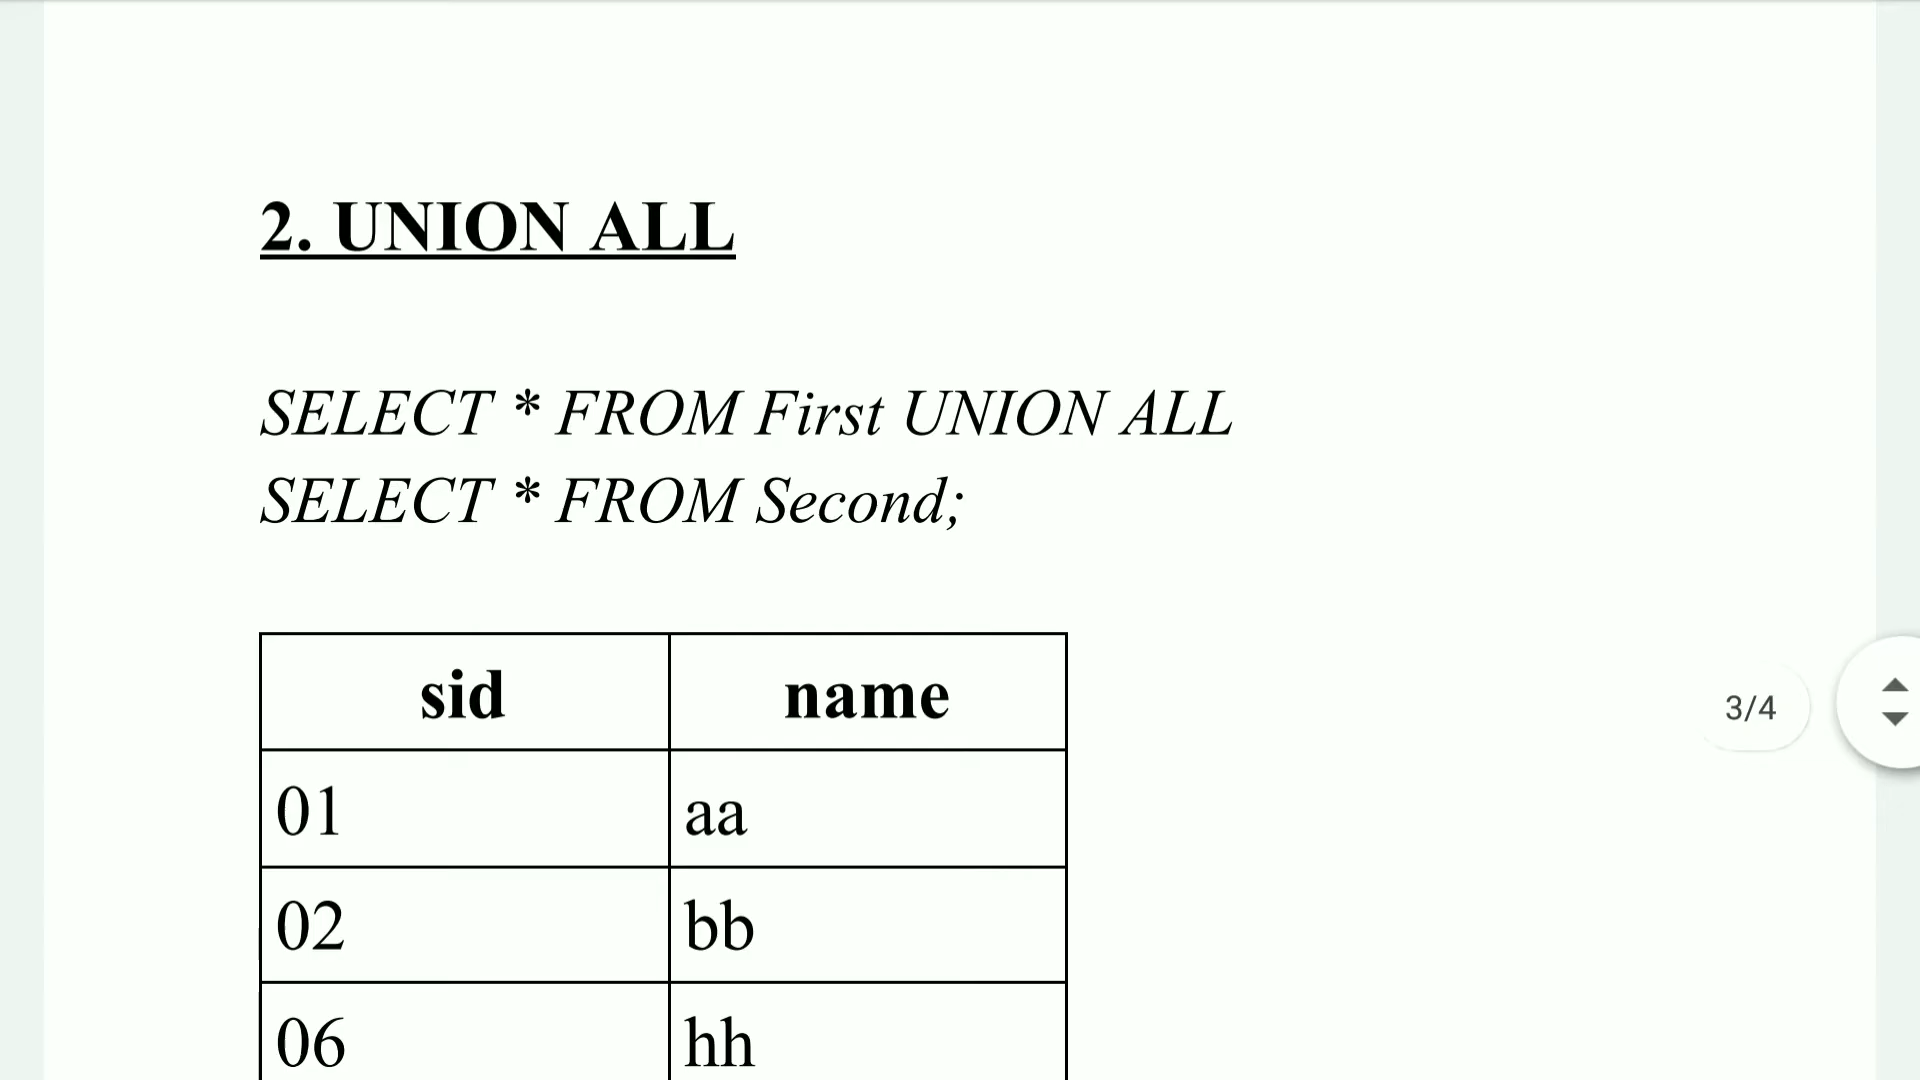 2. UNION ALL
SELECT * FROM First UNION ALL
SELECT * FROM Second;
sid name
01 aa
3/4
02 bb
06 hh